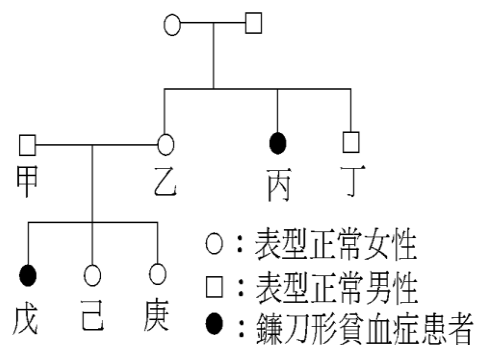 甲 乙 丙 丁
戊 己 庚
○：表型正常女性
□：表型正常男性
●：鐮刀形貧血症患者